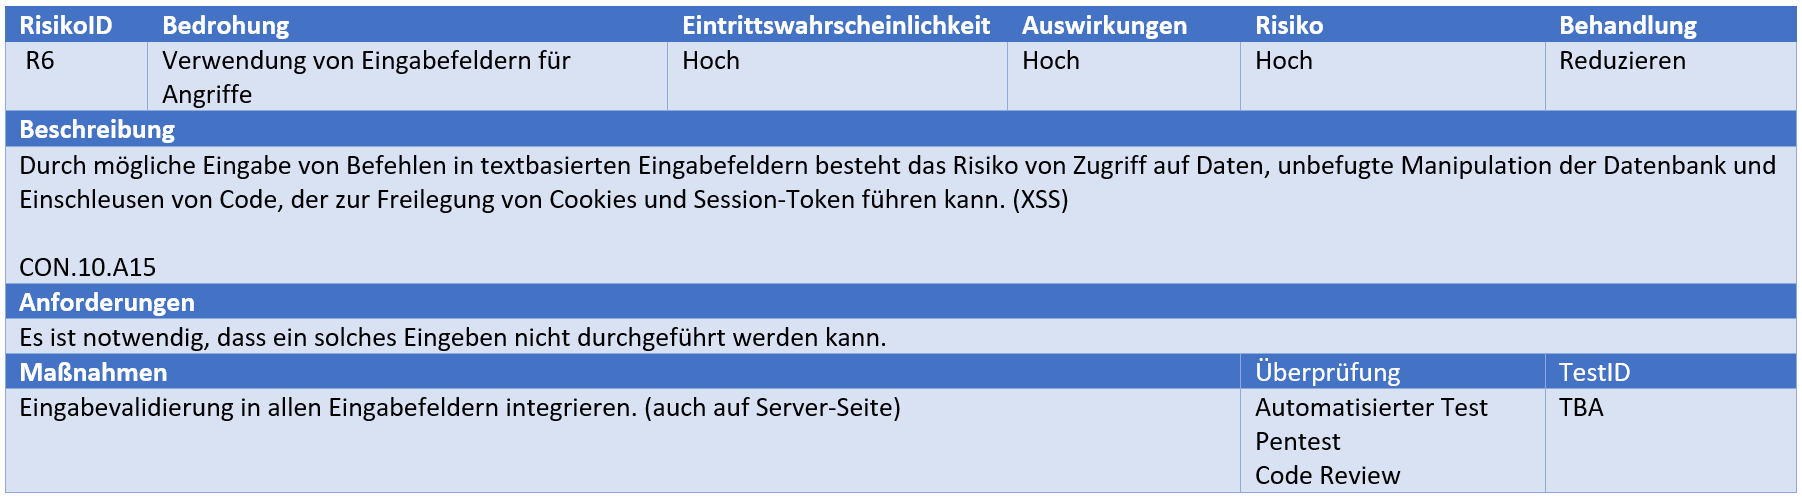 RisikoID Bedrohung Eintrittswahrscheinlichkeit Auswirkungen Risiko Behandlung
R6 Verwendung von Eingabefeldern für Hoch Hoch Hoch Reduzieren
Angriffe
Beschreibung
Durch mögliche Eingabe von Befehlen in textbasierten Eingabefeldern besteht das Risiko von Zugriff auf Daten, unbefugte Manipulation der Datenbank und
Einschleusen von Code, der zur Freilegung von Cookies und Session-Token führen kann. (XSS)
CON.10.A15
Anforderungen
Es ist notwendig, dass ein solches Eingeben nicht durchgeführt werden kann.
Maßnahmen Überprüfung TestID
Eingabevalidierung in allen Eingabefeldern integrieren. (auch auf Server-Seite) Automatisierter Test TBA
Pentest
Code Review